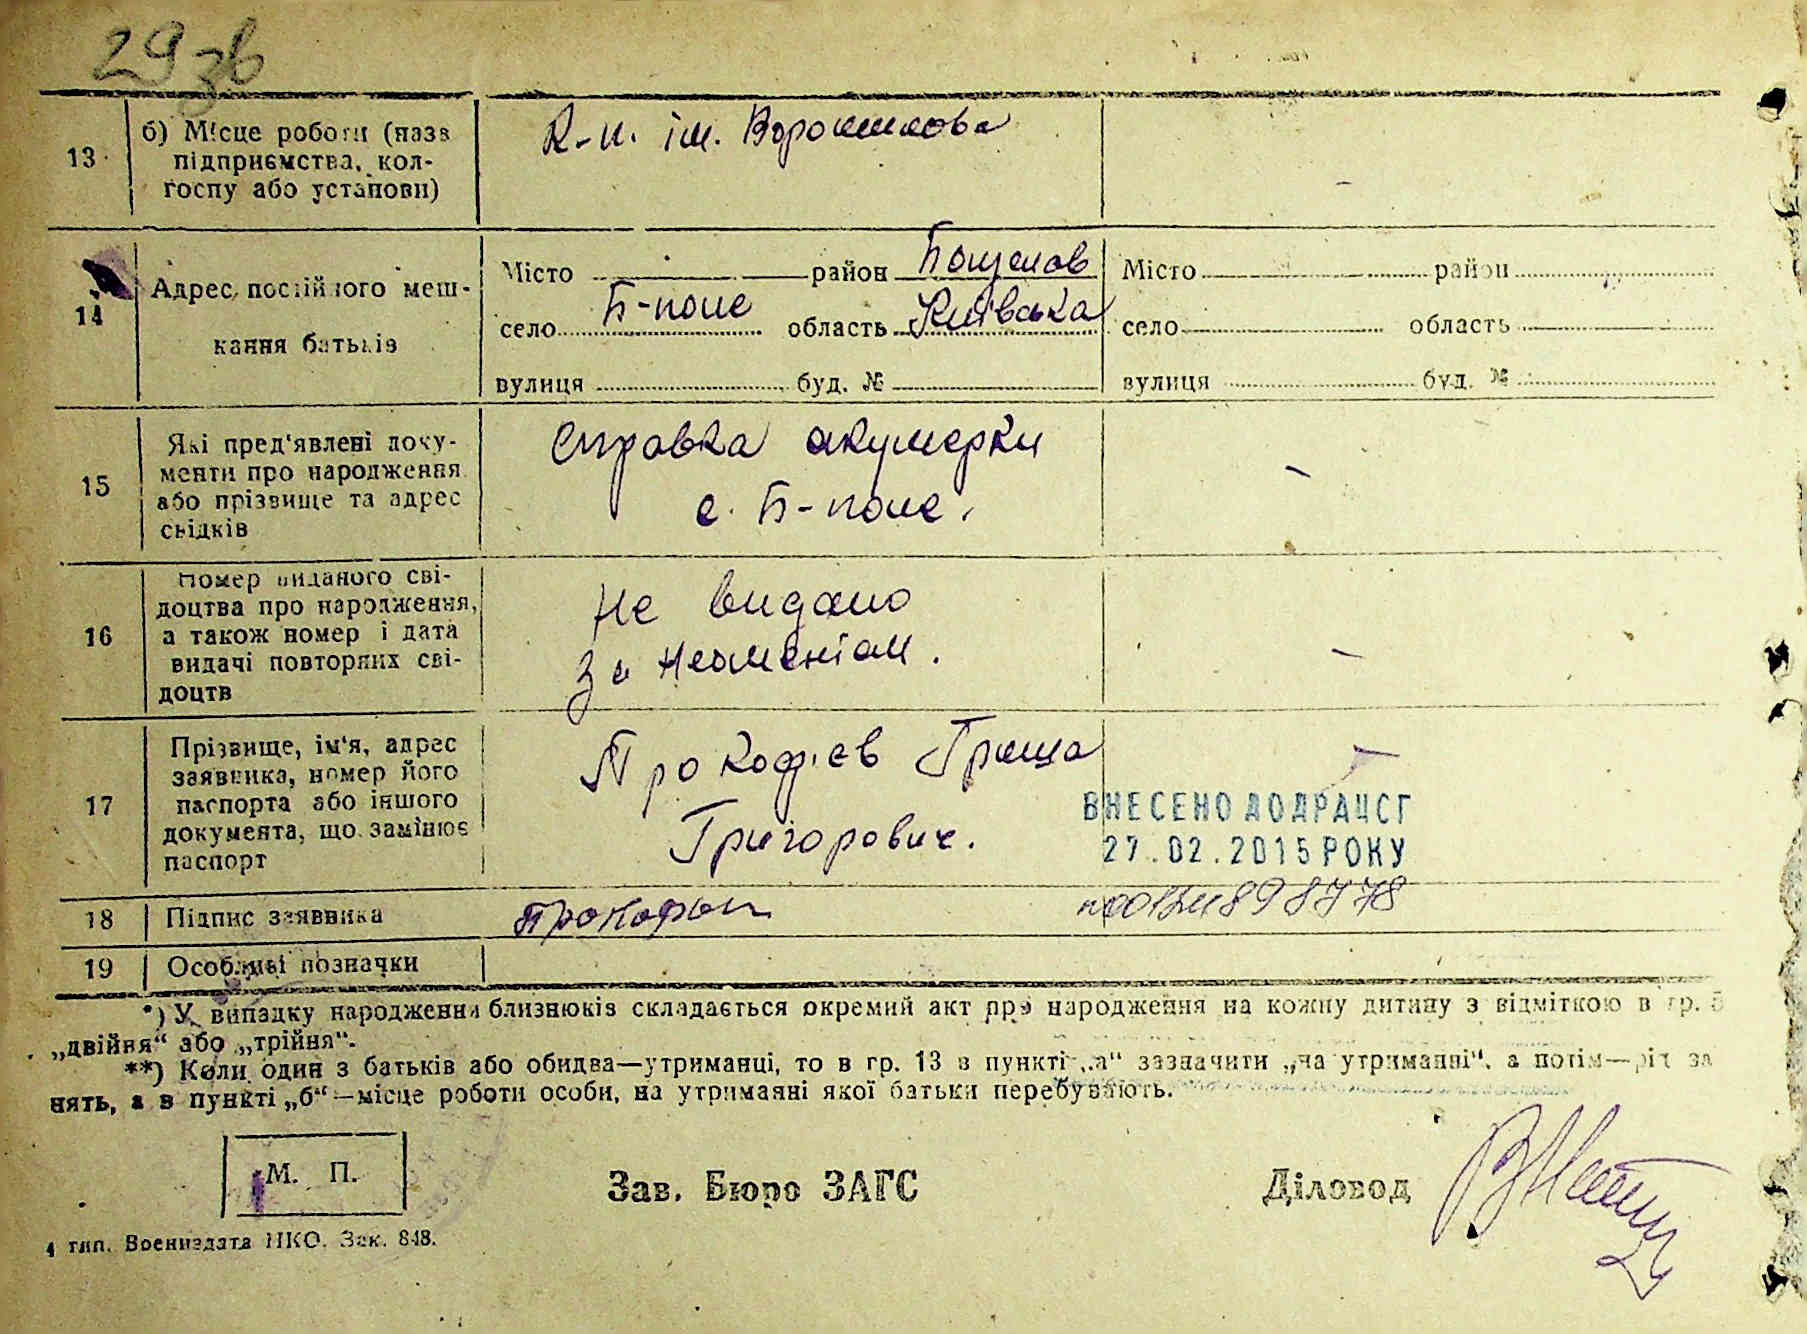 29 зв
13 б) Місце роботи (назв
підприємства, кол-
госпу або установи)
К-п. ім. Ворошилова
-
14 Адрес постійного меш-
кання батьків
Місто район
село Б-поле область Київська
вулиця буд. №
Місто район
село область
вулиця буд. №
15 Які пред'явлені доку-
менти про народження
або прізвище та адрес
свідків
Справка акушерки
с. Б-поле.
-
16 Номер виданого сві-
доцтва про народження,
а також номер і дата
видачі повторних сві-
доцтв
Не видано
за неіменіам.
-
17 Прізвище, ім'я, адрес
заявника, номер його
паспорта або іншого
документа, що замінює
паспорт
Прокофієв Гриша
Григорович.
-
ВНЕСЕНО ДО ДРАЦСГ
27.02.2015 РОКУ
18 Підпис заявника
19 Особливі позначки
*) У випадку народження близнюків складається окремий акт про народження на кожну дитину з відміткою в гр. 5
„двійня“ або „трійня“.
**) Коли один з батьків або обидва—утриманці, то в гр. 13 в пункті „а“ зазначити „на утриманні“, а потім—рід за
нять, а в пункті „б“—місце роботи особи, на утриманні якої батьки перебувають.
М. П.
Зав. Бюро ЗАГС
Діловод
4 тип. Воениздата НКО. Зак. 848.